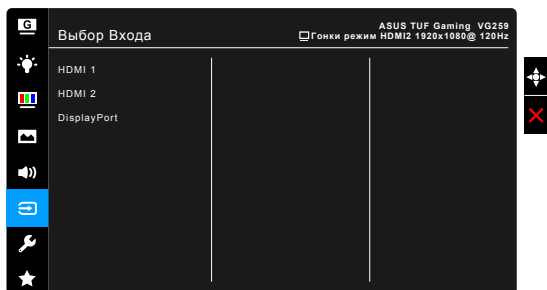 G
ASUS TUF Gaming VG259
Выбор Входа
Гонки режим HDMI2 1920x1080@ 120Hz
HDMI 1
HDMI 2
DisplayPort